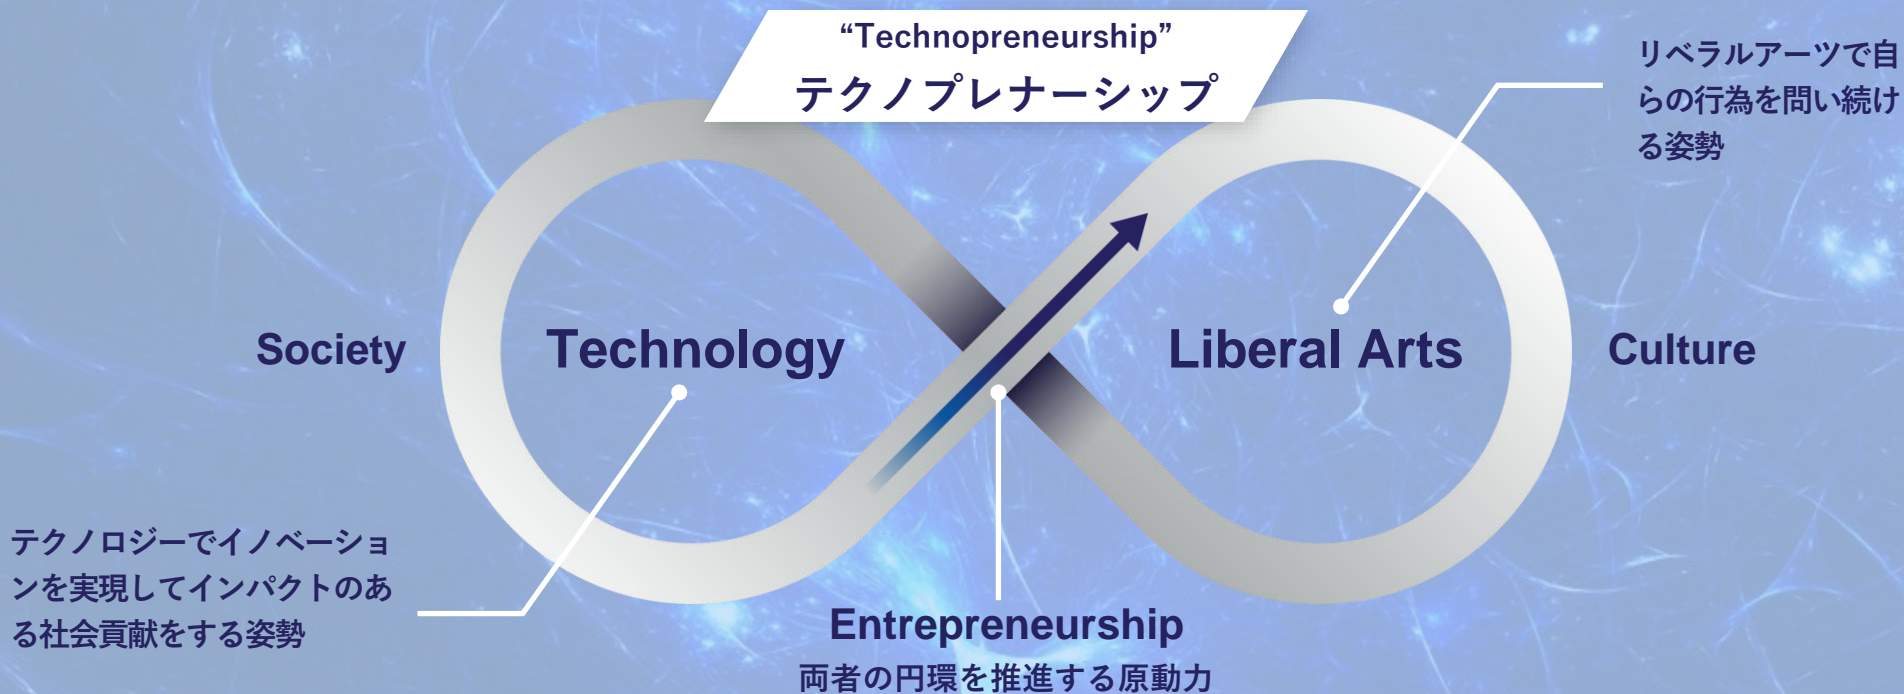 “Technopreneurship”
テクノプレナーシップ
リベラルアーツで自
らの行為を問い続け
る姿勢
Society
Technology
Liberal Arts
Culture
テクノロジーでイノベーショ
ンを実現してインパクトのあ
る社会貢献をする姿勢
Entrepreneurship
両者の円環を推進する原動力